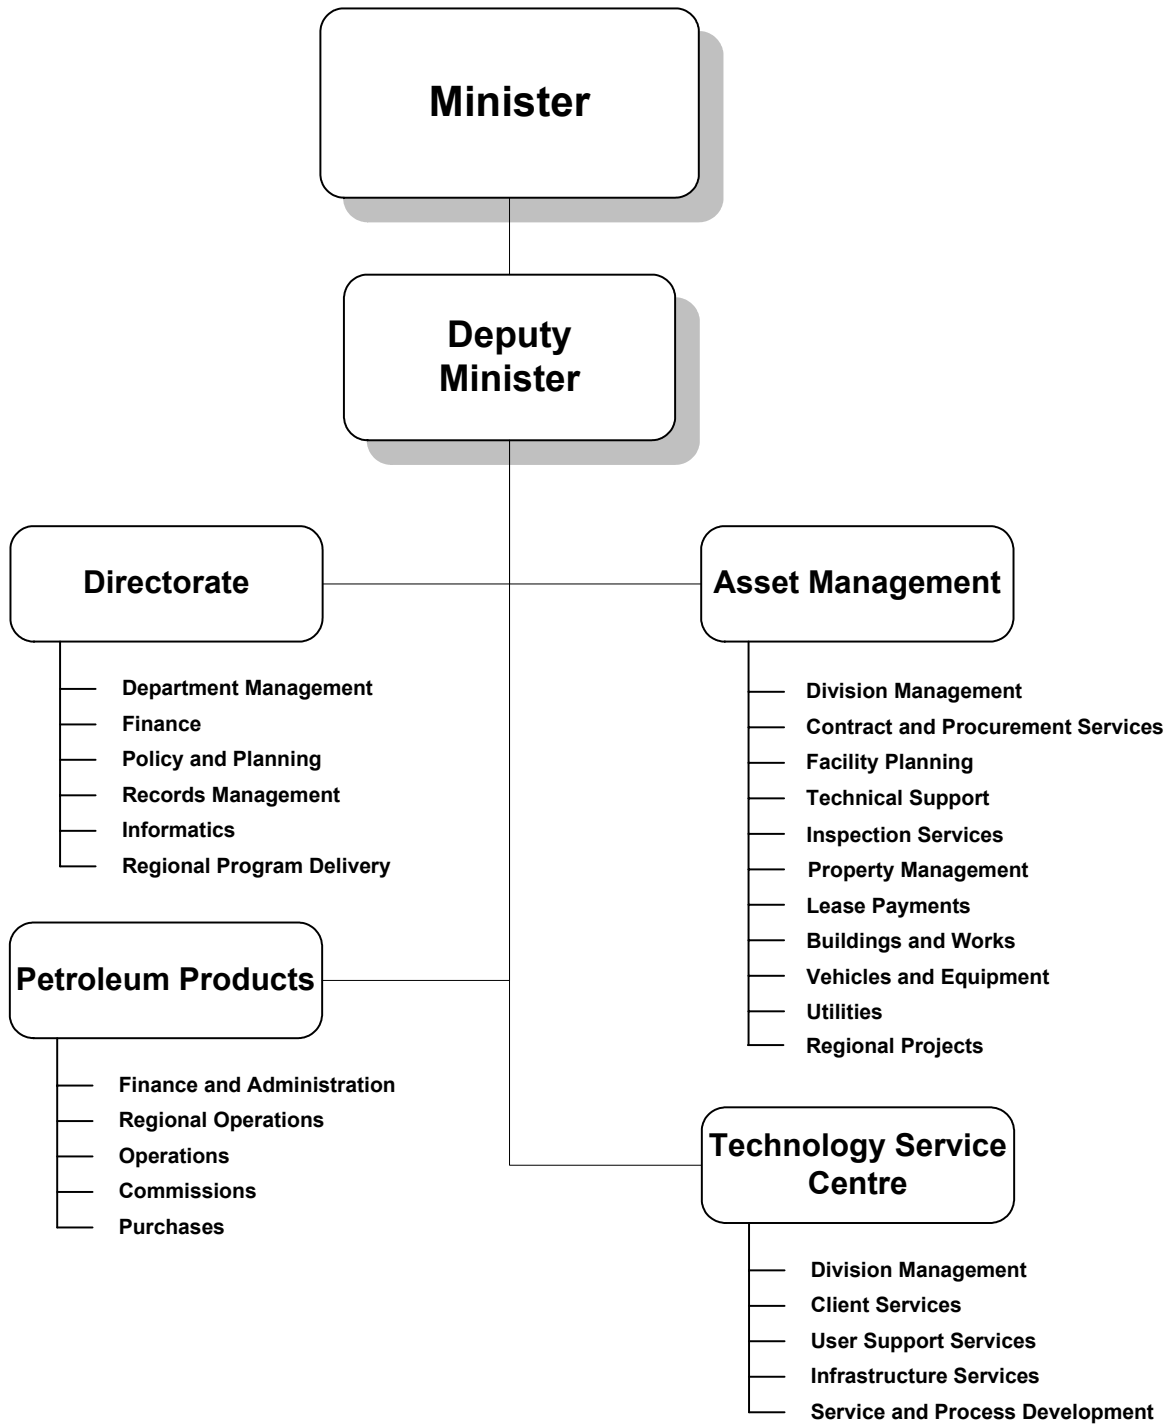 Minister
Deputy
Minister
Directorate
Department Management
Finance
Policy and Planning
Records Management
Informatics
Regional Program Delivery
Asset Management
Division Management
Contract and Procurement Services
Facility Planning
Technical Support
Inspection Services
Property Management
Lease Payments
Buildings and Works
Vehicles and Equipment
Utilities
Regional Projects
Petroleum Products
Finance and Administration
Regional Operations
Operations
Commissions
Purchases
Technology Service
Centre
Division Management
Client Services
User Support Services
Infrastructure Services
Service and Process Development